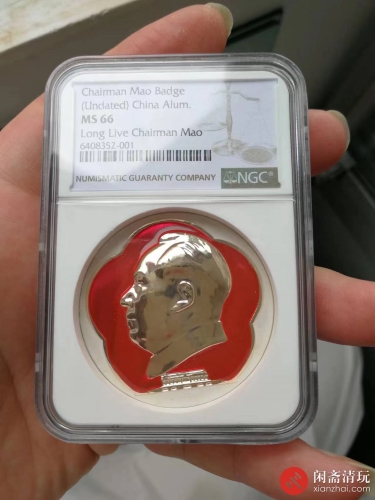 Chairman Mao Badge
(Undated) China Alum.
MS 66
Long Live Chairman Mao
6408352-001
NUMISMATIC GUARANTY COMPANY
NGC
闲斋清玩
xianzhai.com